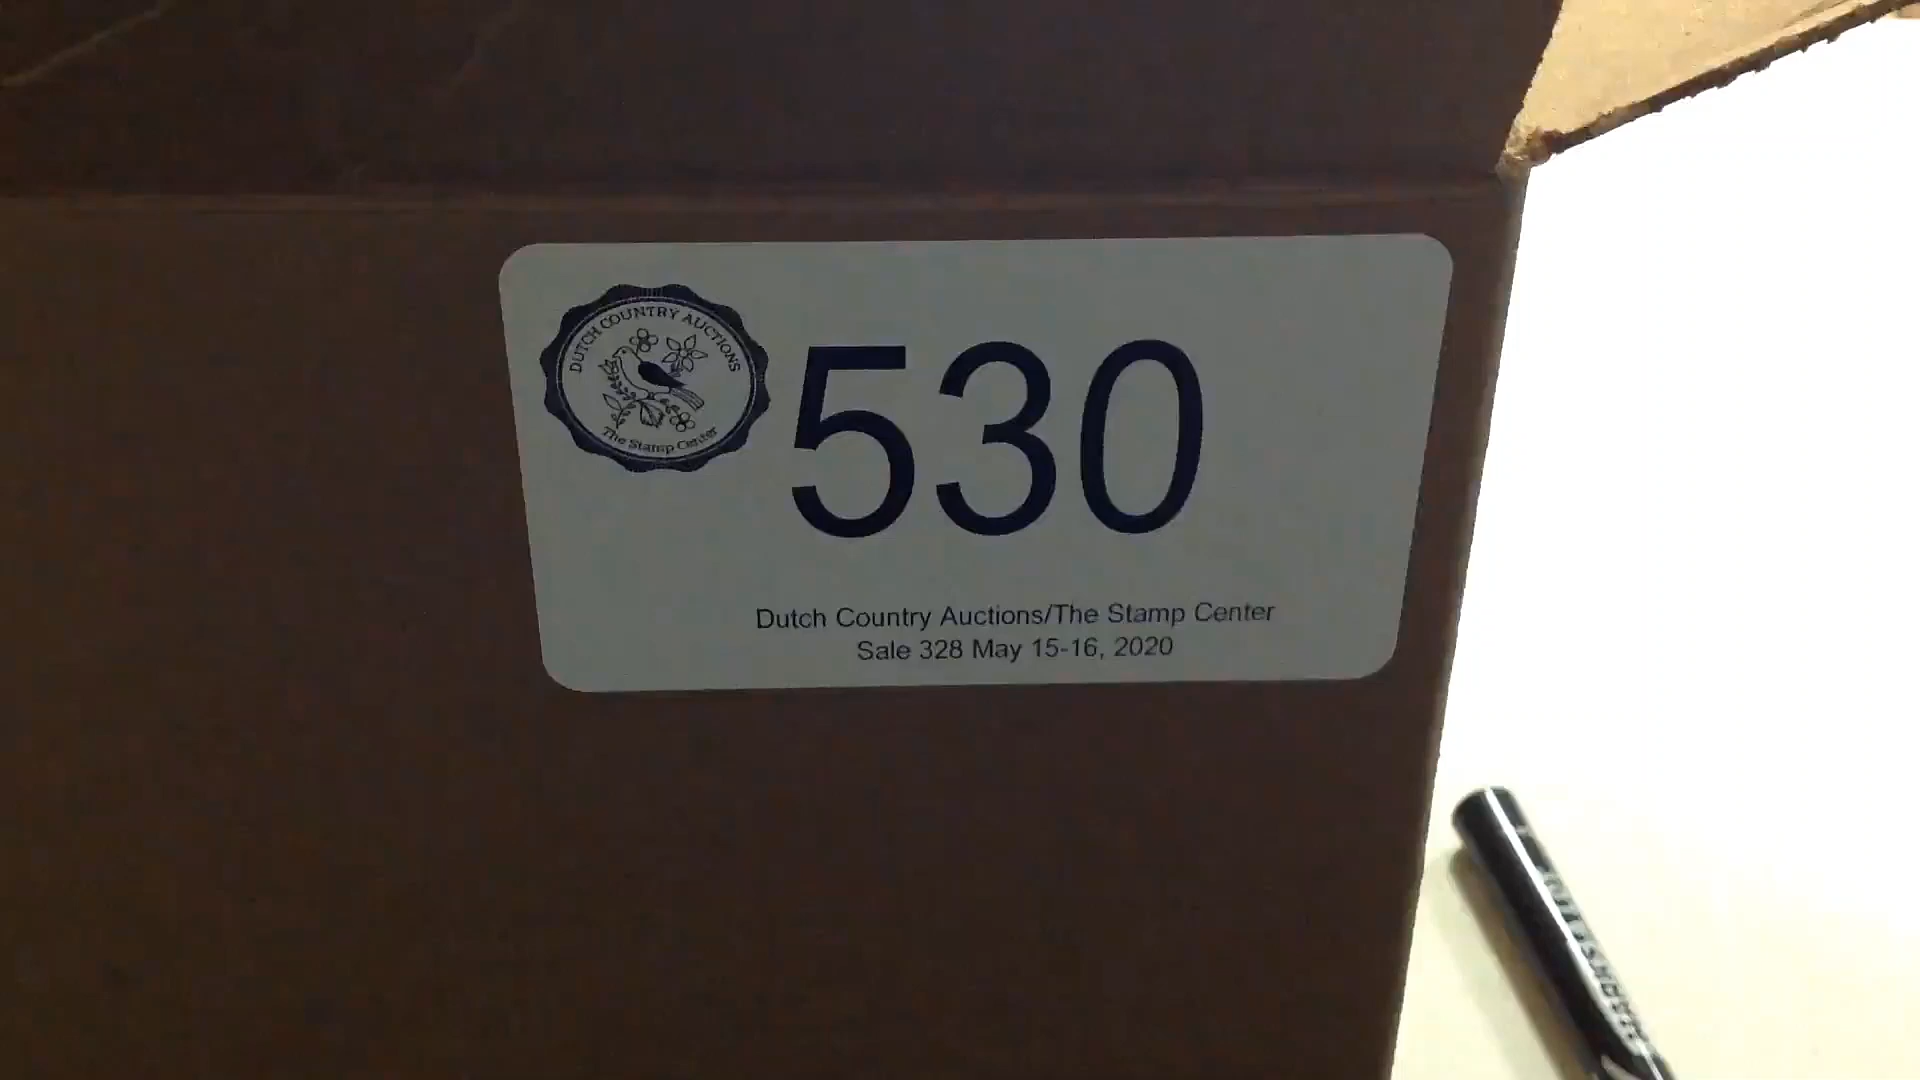 DUTCH COUNTRY AUCTIONS
The Stamp Center
530
Dutch Country Auctions/The Stamp Center
Sale 328 May 15-16, 2020